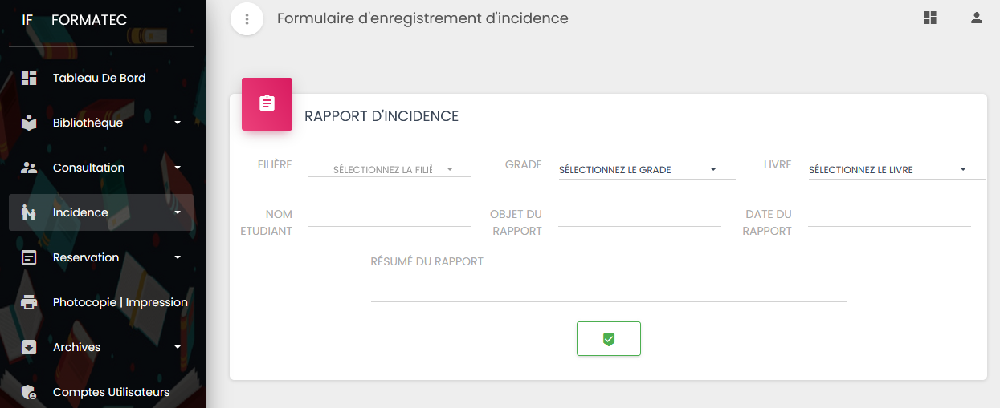 IF FORMATEC
Formulaire d'enregistrement d'incidence
Tableau De Bord
Bibliothèque
Consultation
Incidence
Reservation
Photocopie | Impression
Archives
Comptes Utilisateurs
RAPPORT D'INCIDENCE
FILIÈRE
SÉLECTIONNEZ LA FILIÈ
GRADE
SÉLECTIONNEZ LE GRADE
LIVRE
SÉLECTIONNEZ LE LIVRE
NOM
ETUDIANT
OBJET DU
RAPPORT
DATE DU
RAPPORT
RÉSUMÉ DU RAPPORT